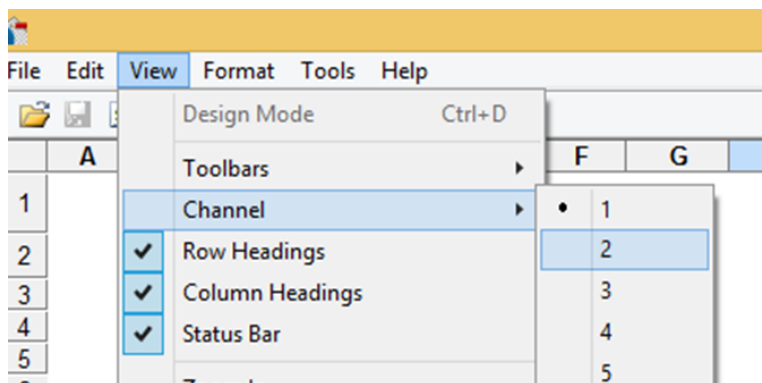 File Edit View Format Tools Help
Design Mode Ctrl+D
A F G
Toolbars
1 Channel 1
2 Row Headings 2
3 Column Headings 3
4 Status Bar 4
5 5